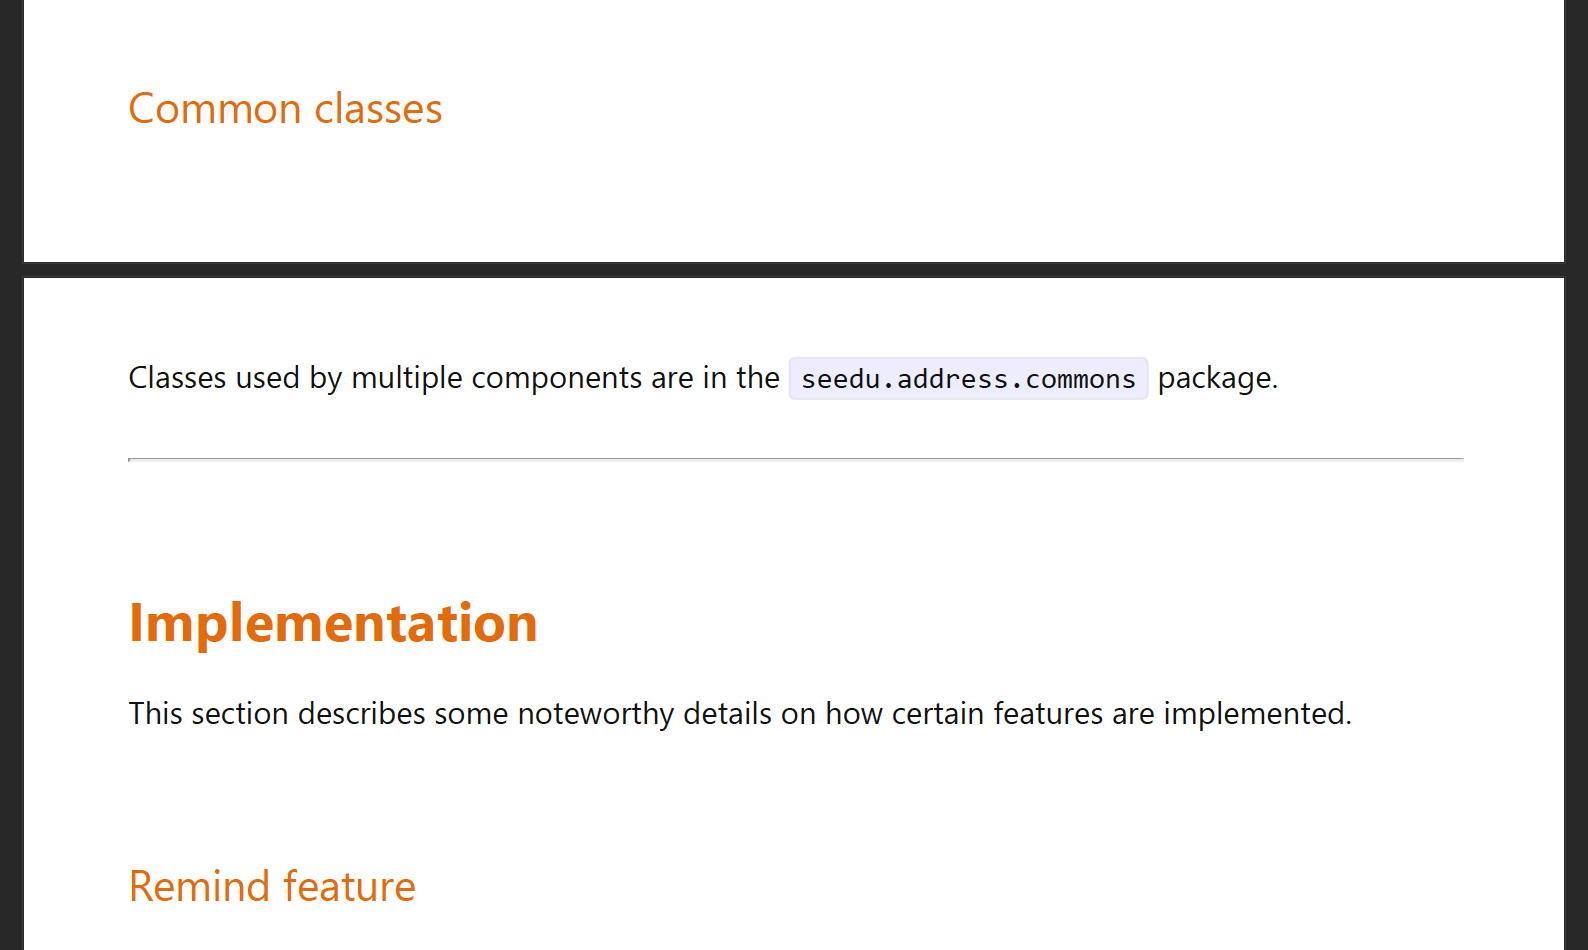 Common classes
Classes used by multiple components are in the seedu.address.commons package.
Implementation
This section describes some noteworthy details on how certain features are implemented.
Remind feature